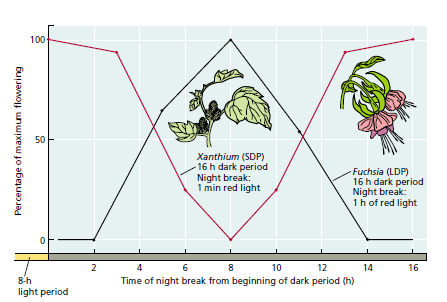 Percentage of maximum flowering
100
50
0
Xanthium (SDP)
16 h dark period
Night break:
1 min red light
Fuchsia (LDP)
16 h dark period
Night break:
1 h of red light
2 4 6 8 10 12 14 16
8-h
light period
Time of night break from beginning of dark period (h)